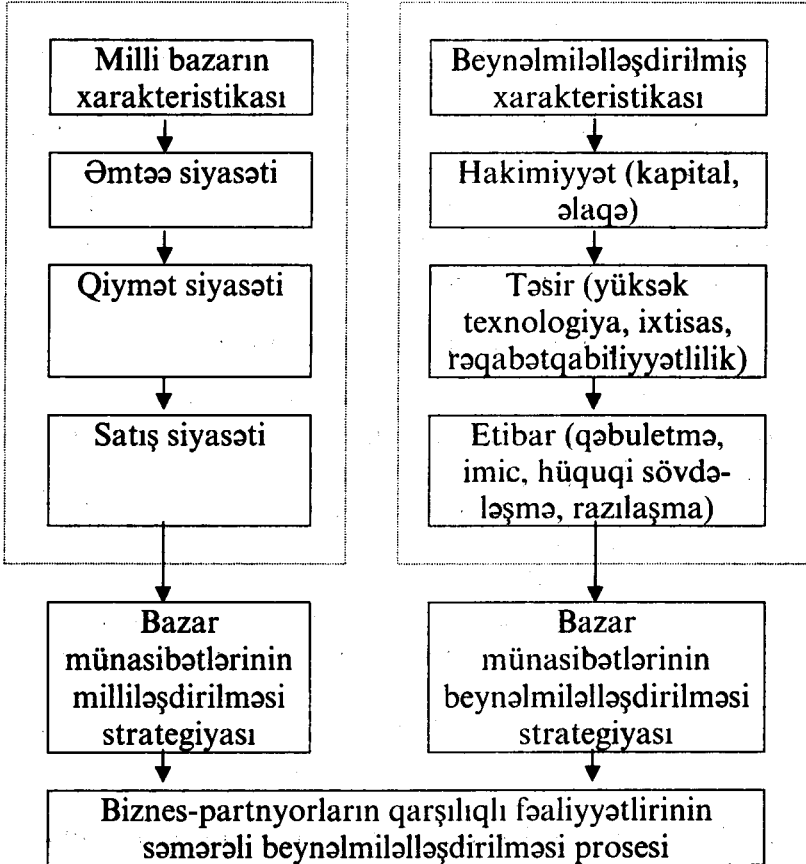 Milli bazarın
xarakteristikası
Əmtəə siyasəti
Qiymət siyasəti
Satış siyasəti
Bazar
münasibətlərinin
milliləşdirilməsi
strategiyası
Beynəlmiləlləşdirilmiş
xarakteristikası
Hakimiyyət (kapital,
əlaqə)
Təsir (yüksək
texnologiya, ixtisas,
rəqabətqabiliyyətlilik)
Etibar (qəbuletmə,
imic, hüquqi sövdə-
ləşmə, razılaşma)
Bazar
münasibətlərinin
beynəlmiləlləşdirilməsi
strategiyası
Biznes-partnyorların qarşılıqlı fəaliyyətlirinin
səmərəli beynəlmiləlləşdirilməsi prosesi